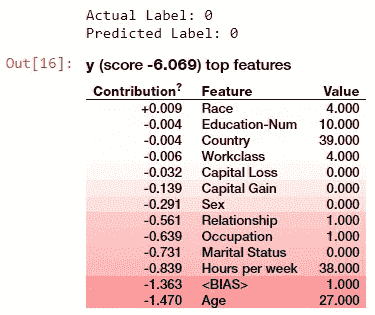 Actual Label: 0
Predicted Label: 0
Out[16]: y (score -6.069) top features
Contribution? Feature Value
+0.009 Race 4.000
-0.004 Education-Num 10.000
-0.004 Country 39.000
-0.006 Workclass 4.000
-0.032 Capital Loss 0.000
-0.139 Capital Gain 0.000
-0.291 Sex 0.000
-0.561 Relationship 1.000
-0.639 Occupation 1.000
-0.731 Marital Status 0.000
-0.839 Hours per week 38.000
-1.363 <BIAS> 1.000
-1.470 Age 27.000